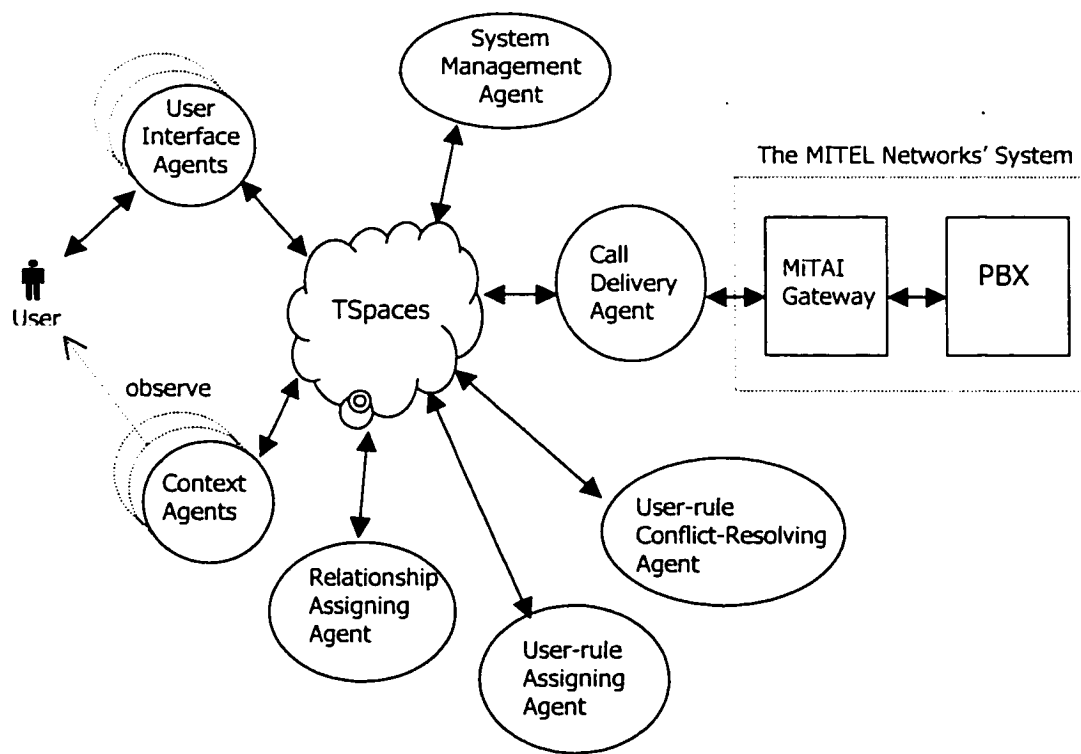 System
Management
Agent
User
Interface
Agents
The MITEL Networks' System
Call
Delivery
Agent
MiTAI
Gateway
PBX
TSpaces
User
observe
Context
Agents
User-rule
Conflict-Resolving
Agent
Relationship
Assigning
Agent
User-rule
Assigning
Agent